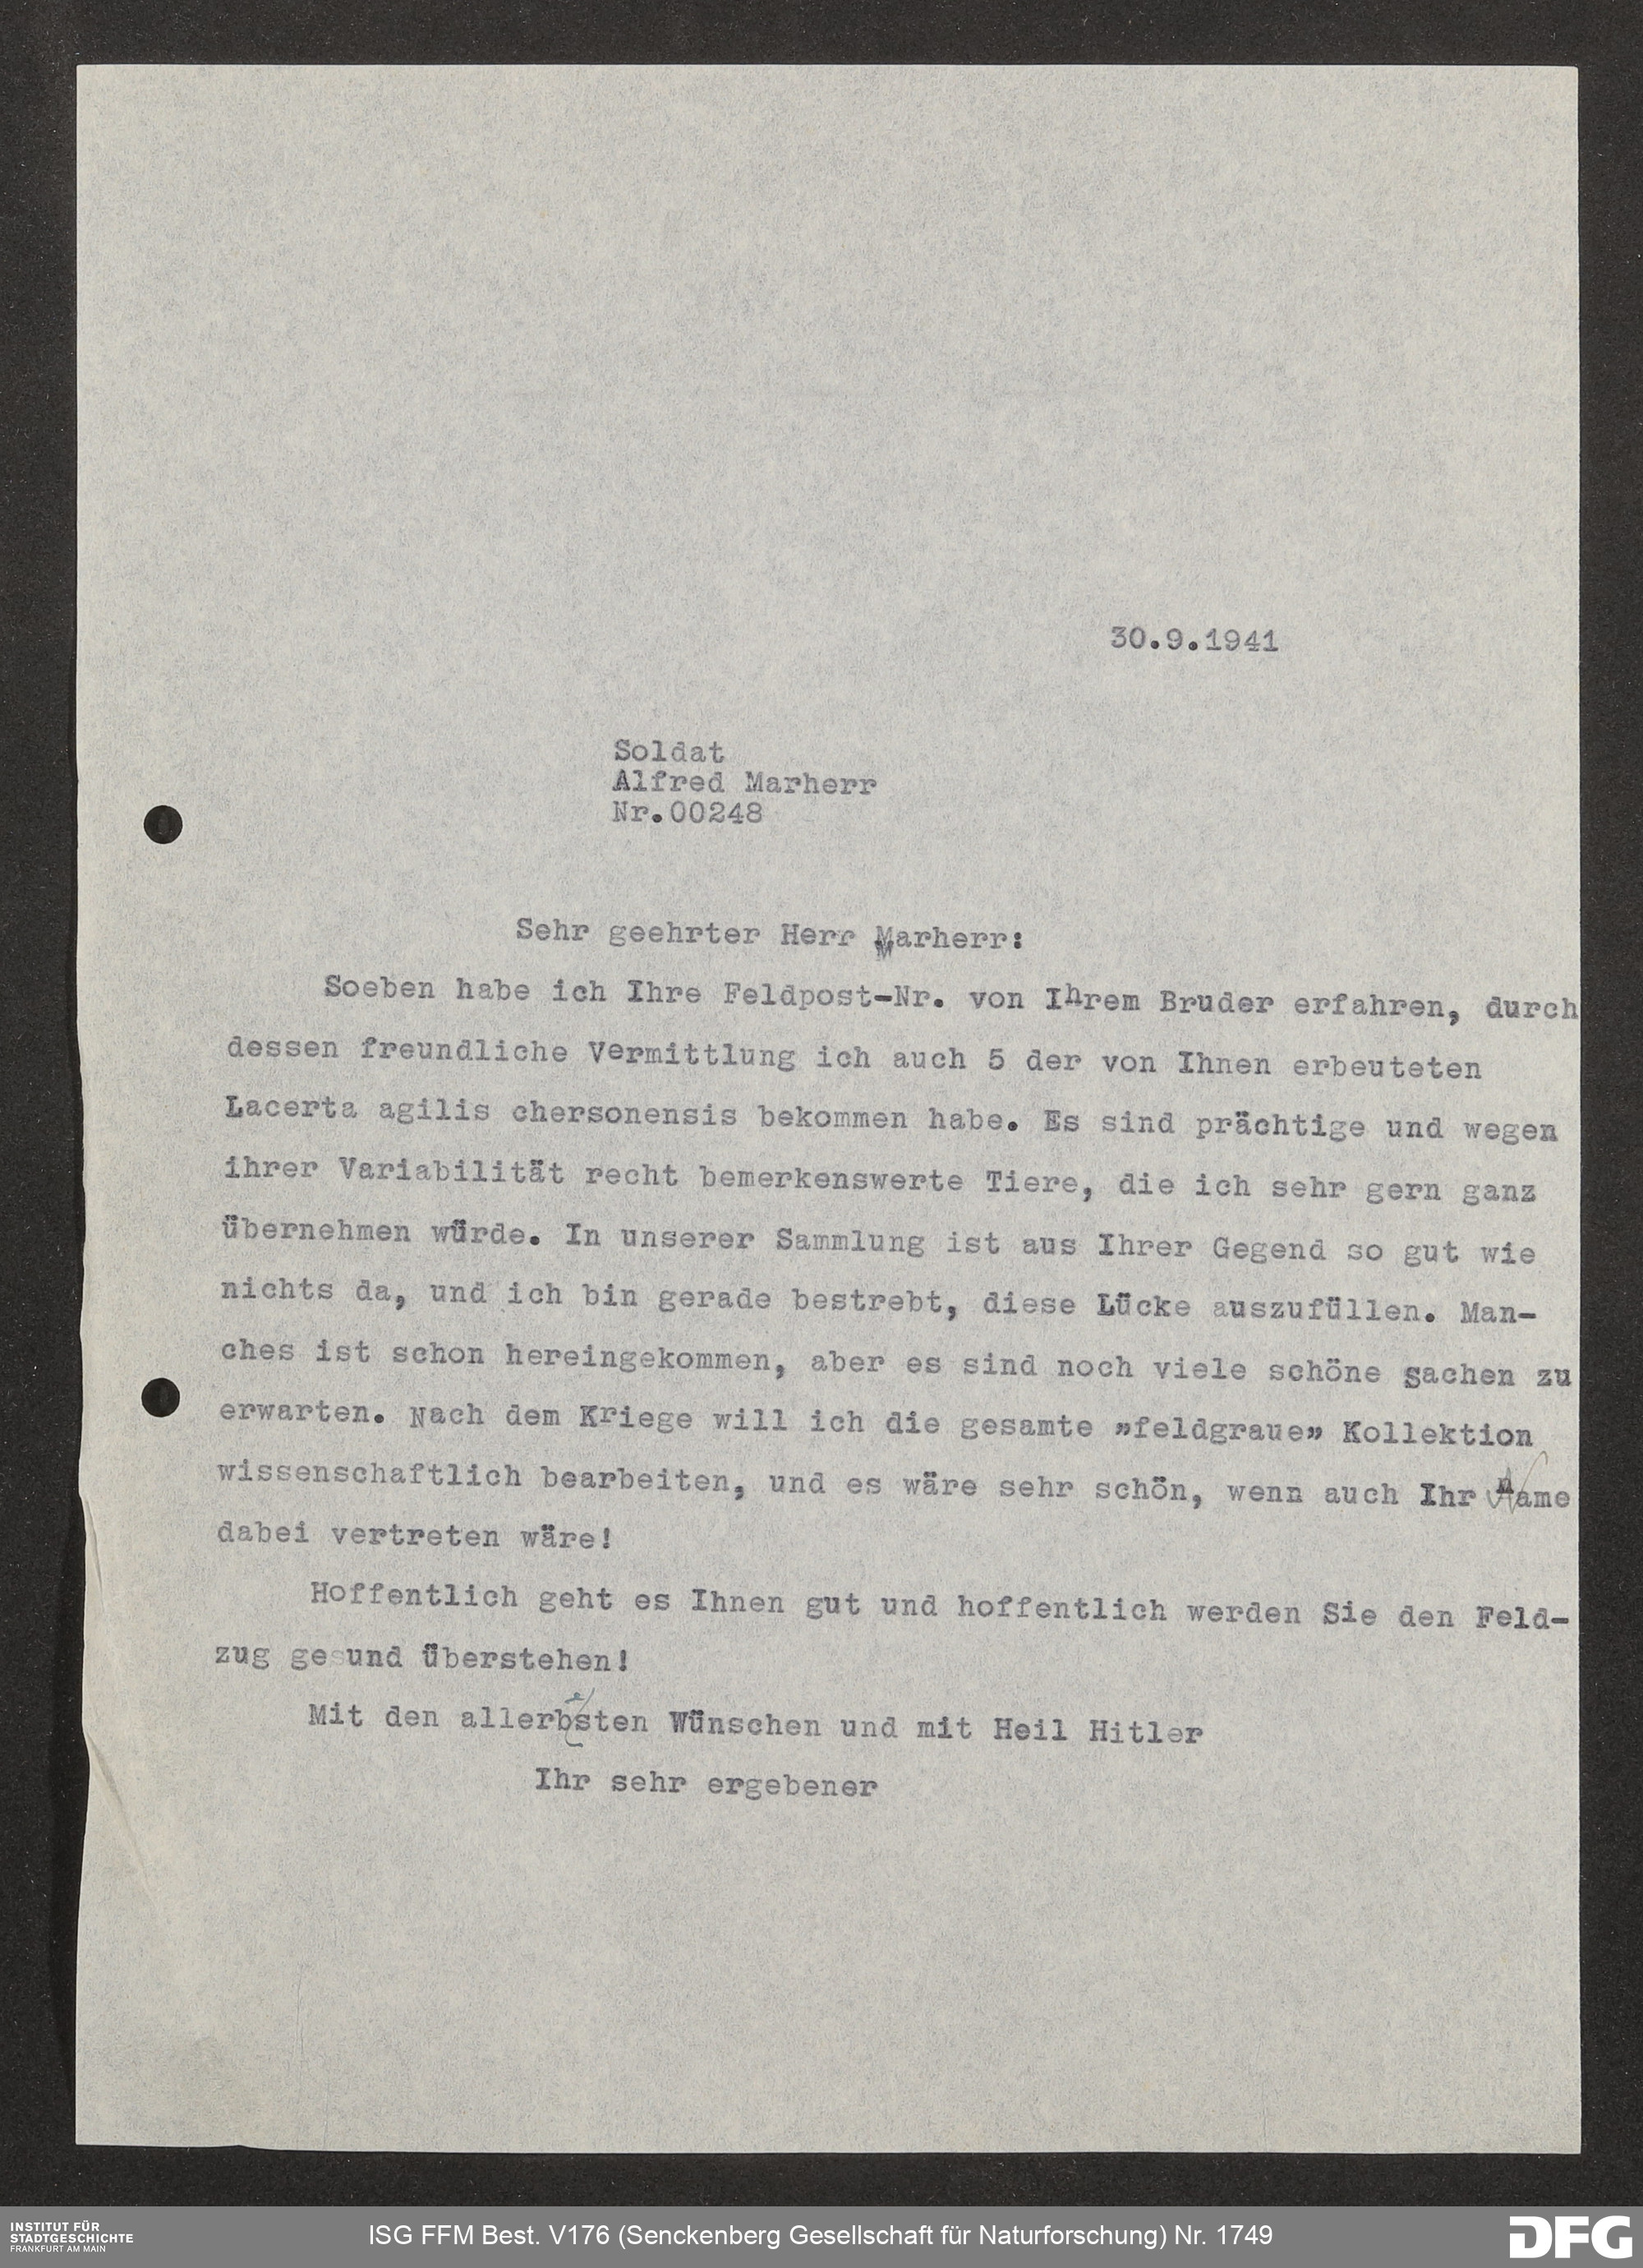 30.9.1941
Soldat
Alfred Marherr
Nr.00248
Sehr geehrter Herr Marherr:
Soeben habe ich Ihre Feldpost-Nr. von Ihrem Bruder erfahren, durch
dessen freundliche Vermittlung ich auch 5 der von Ihnen erbeuteten
Lacerta agilis chersonensis bekommen habe. Es sind prächtige und wegen
ihrer Variabilität recht bemerkenswerte Tiere, die ich sehr gern ganz
übernehmen würde. In unserer Sammlung ist aus Ihrer Gegend so gut wie
nichts da, und ich bin gerade bestrebt, diese Lücke auszufüllen. Man-
ches ist schon hereingekommen, aber es sind noch viele schöne Sachen zu
erwarten. Nach dem Kriege will ich die gesamte »feldgraue» Kollektion
wissenschaftlich bearbeiten, und es wäre sehr schön, wenn auch Ihr Name
dabei vertreten wäre!
Hoffentlich geht es Ihnen gut und hoffentlich werden Sie den Feld-
zug gesund überstehen!
Mit den allerbesten Wünschen und mit Heil Hitler
Ihr sehr ergebener
INSTITUT FÜR
STADTGESCHICHTE
FRANKFURT AM MAIN
ISG FFM Best. V176 (Senckenberg Gesellschaft für Naturforschung) Nr. 1749
DFG